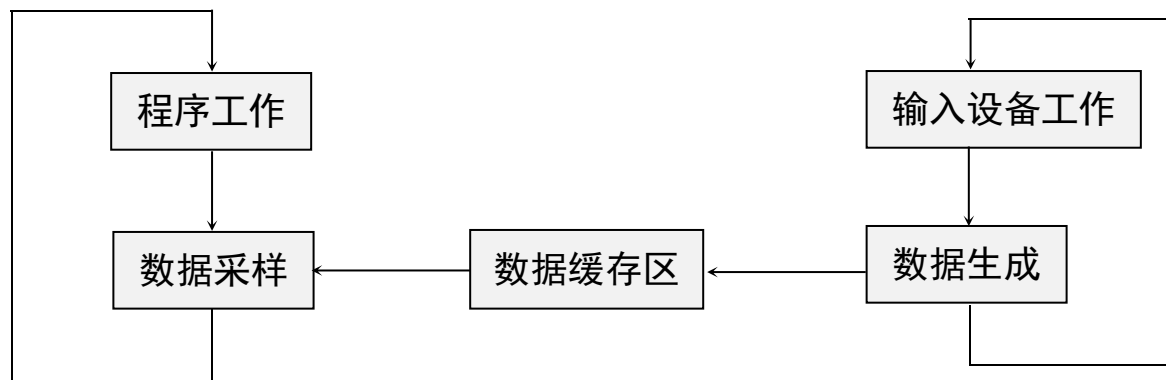 程序工作
输入设备工作
数据采样
数据缓存区
数据生成